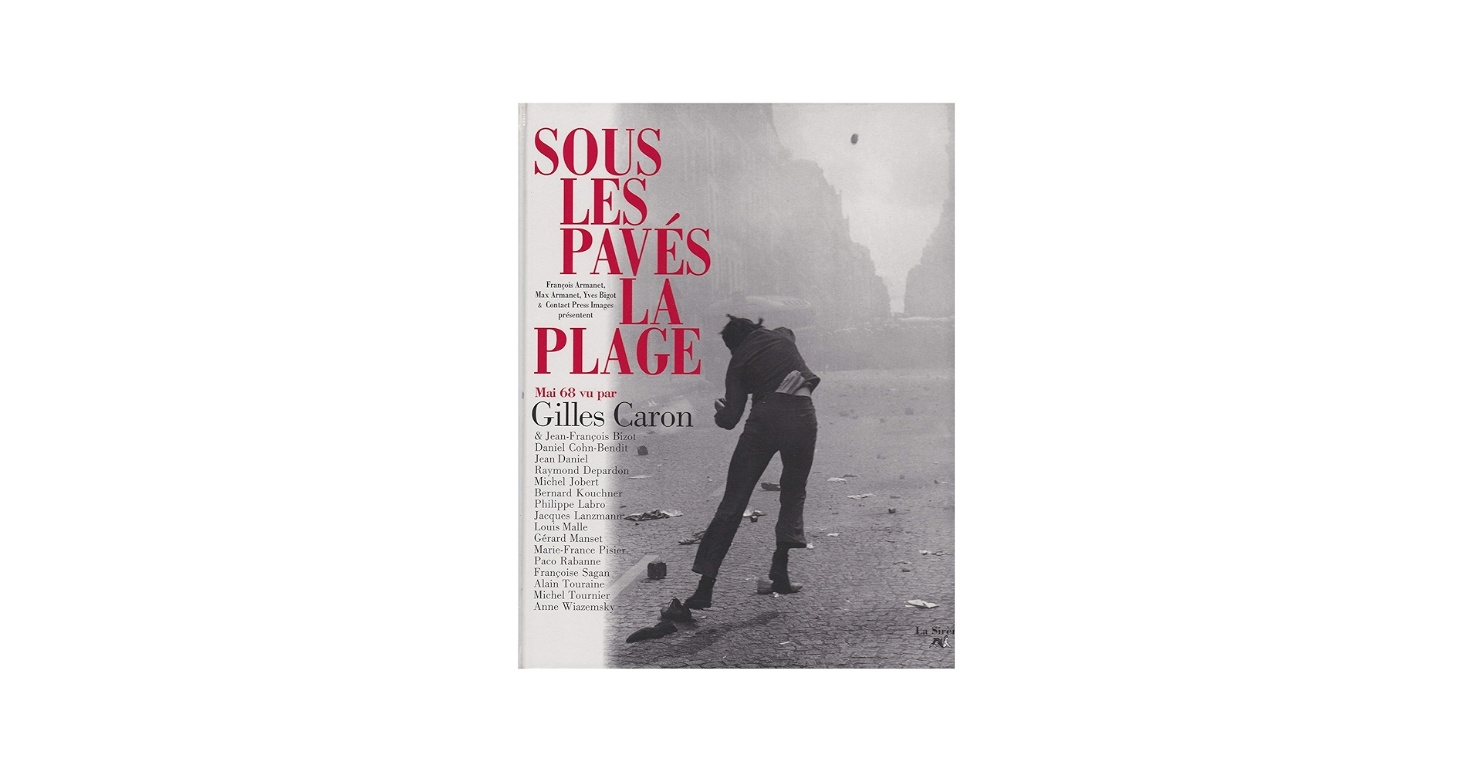 SOUS
LES
PAVÉS
LA
PLAGE
François Armanet,
Max Armanet, Yves Bigot
& Contact Press Images
présentent
Mai 68 vu par
Gilles Caron
& Jean-François Bizot
Daniel Cohn-Bendit
Jean Daniel
Raymond Depardon
Michel Jobert
Bernard Kouchner
Philippe Labro
Jacques Lanzmann
Louis Malle
Gérard Manset
Marie-France Pisier
Paco Rabanne
Françoise Sagan
Alain Touraine
Michel Tournier
Anne Wiazemsky
La